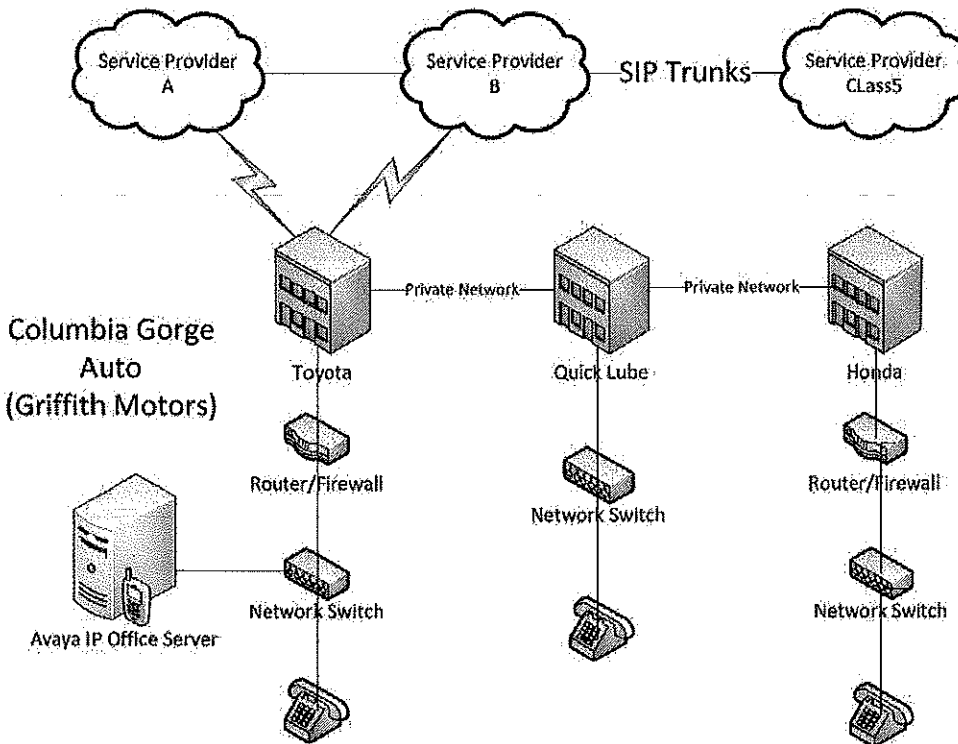 Service Provider
A
Service Provider
B
SIP Trunks
Service Provider
CLass5
Private Network
Private Network
Columbia Gorge
Auto
(Griffith Motors)
Toyota
Quick Lube
Honda
Router/Firewall
Network Switch
Router/Firewall
Network Switch
Network Switch
Avaya IP Office Server